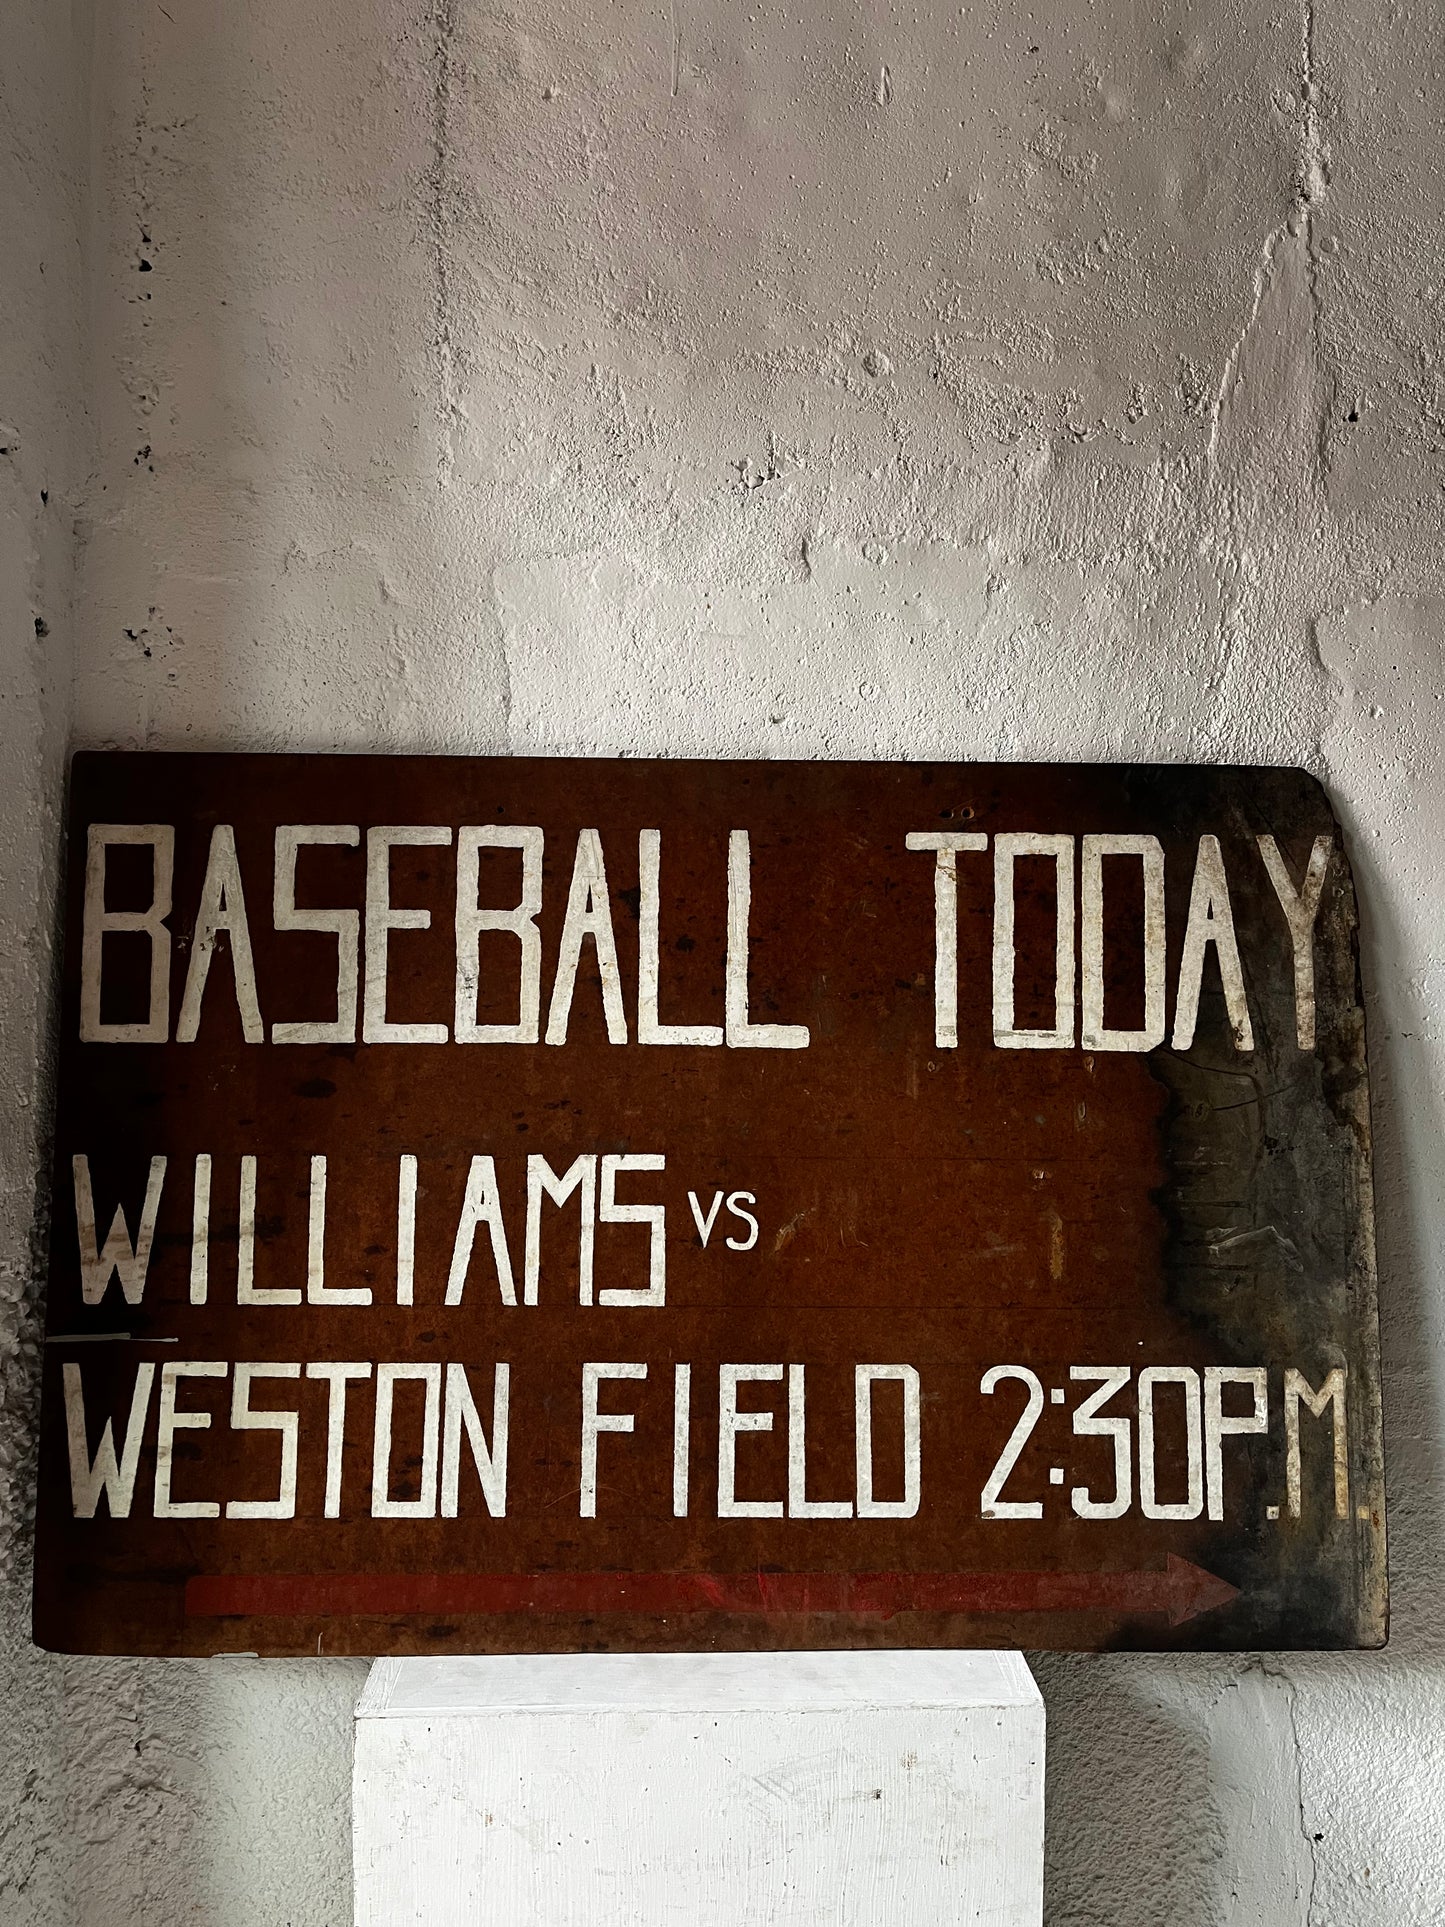 BASEBALL TODAY
WILLIAMS VS
WESTON FIELD 2:30P.M.